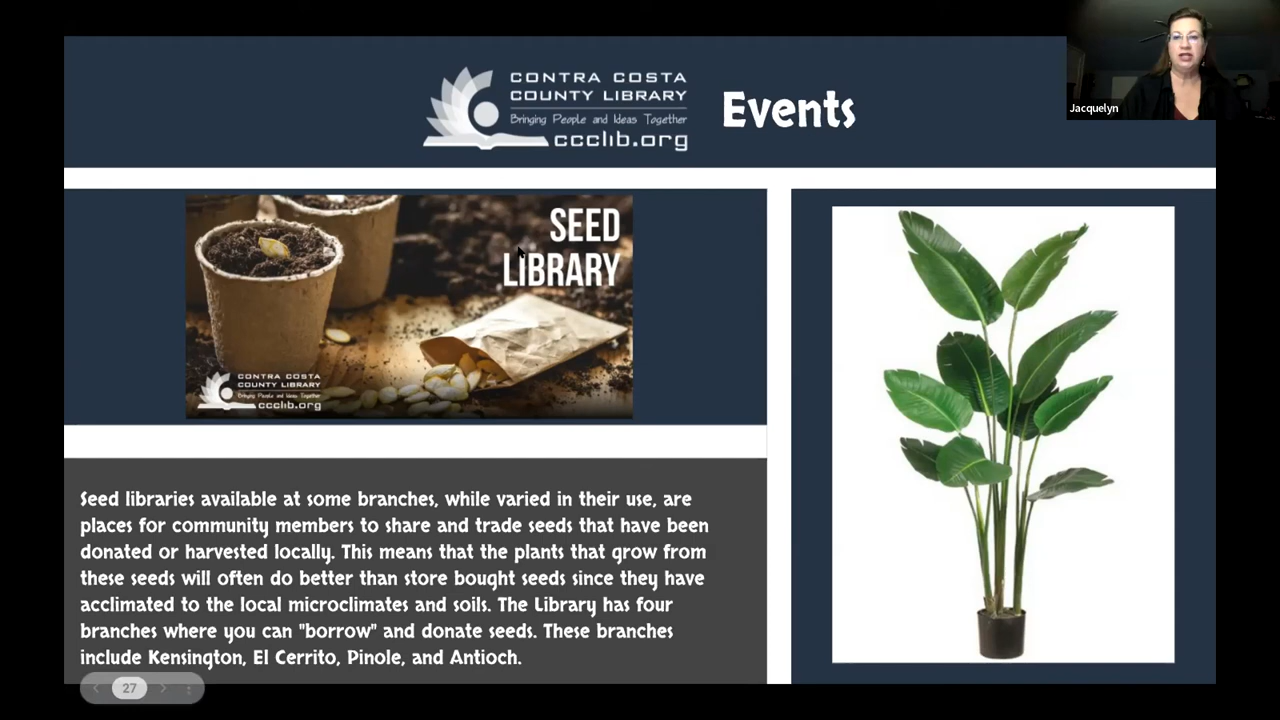 CONTRA COSTA
COUNTY LIBRARY
Bringing People and Ideas Together
ccclib.org
Events
Jacquelyn
SEED
LIBRARY
CONTRA COSTA
COUNTY LIBRARY
Bringing People and Ideas Together
ccclib.org
Seed libraries available at some branches, while varied in their use, are
places for community members to share and trade seeds that have been
donated or harvested locally. This means that the plants that grow from
these seeds will often do better than store bought seeds since they have
acclimated to the local microclimates and soils. The Library has four
branches where you can "borrow" and donate seeds. These branches
include Kensington, El Cerrito, Pinole, and Antioch.
27